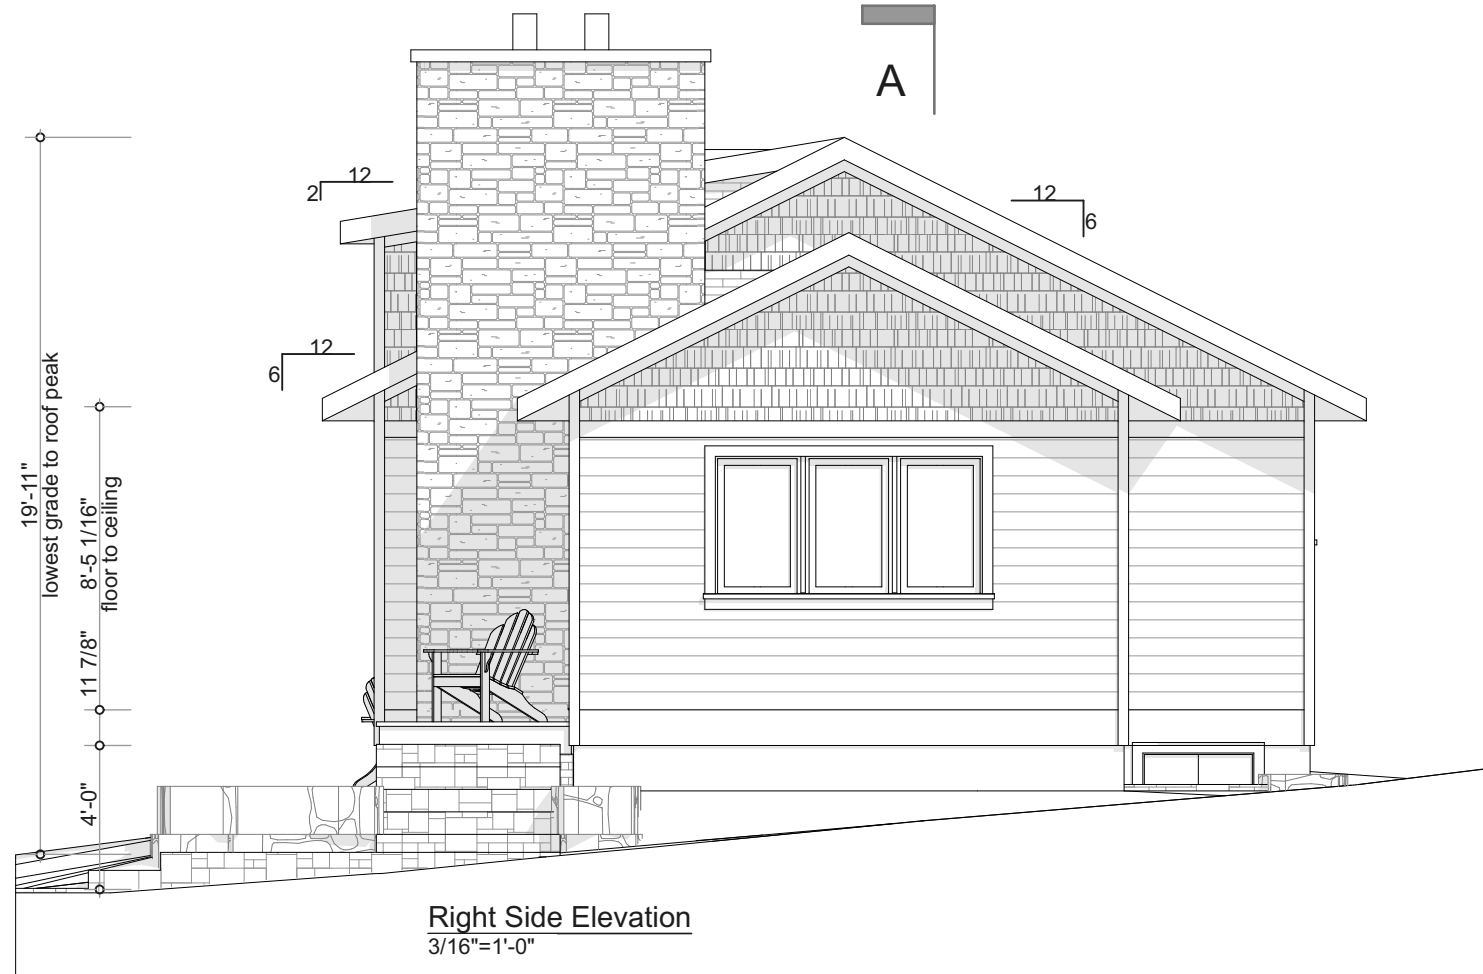 A
12
2
12
6
12
6
19'-11"
lowest grade to roof peak
8'-5 1/16"
floor to ceiling
11 7/8"
4'-0"
Right Side Elevation
3/16"=1'-0"